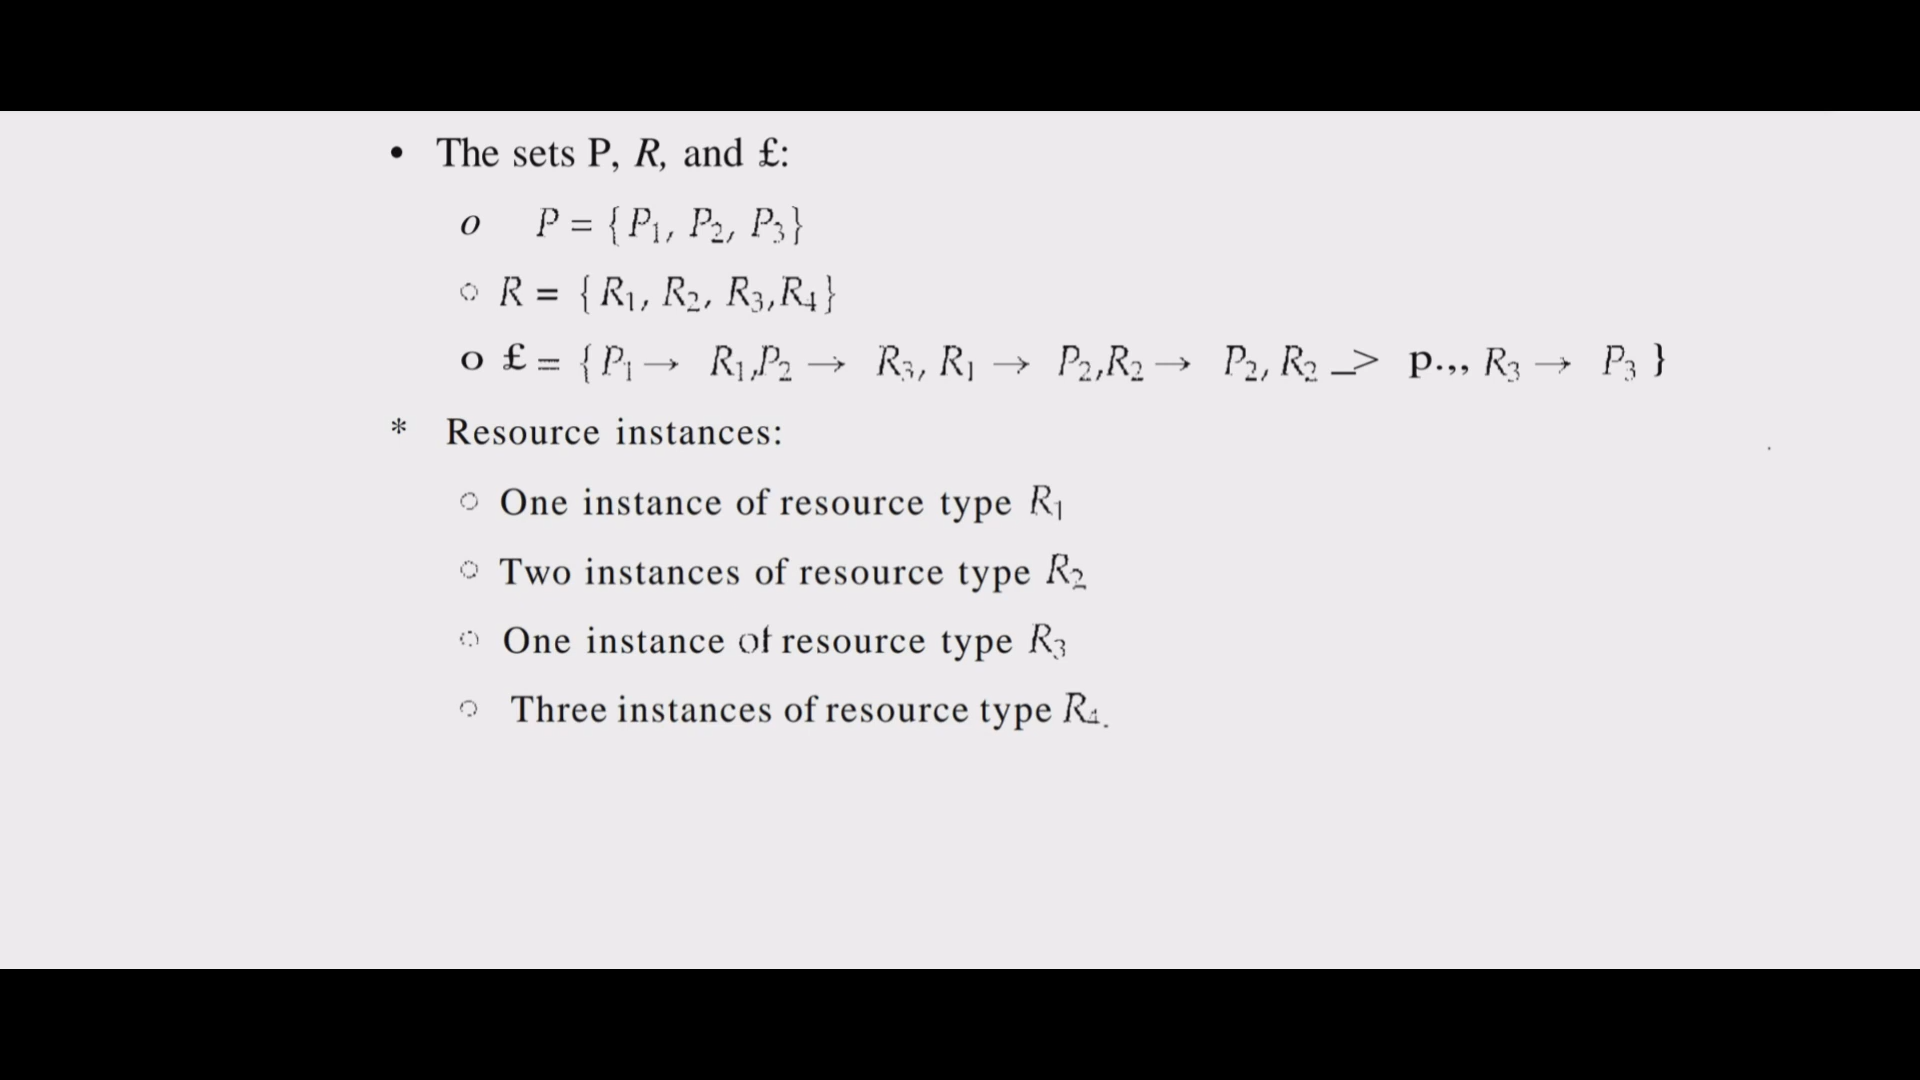 • The sets P, R, and £:
o P = {P₁, P₂, P₃}
○ R = {R₁, R₂, R₃,R₄}
o £ = {P₁ → R₁,P₂ → R₃, R₁ → P₂,R₂ → P₂, R₂ _> p.,, R₃ → P₃ }
* Resource instances:
○ One instance of resource type R₁
○ Two instances of resource type R₂
○ One instance of resource type R₃
○ Three instances of resource type R₄.